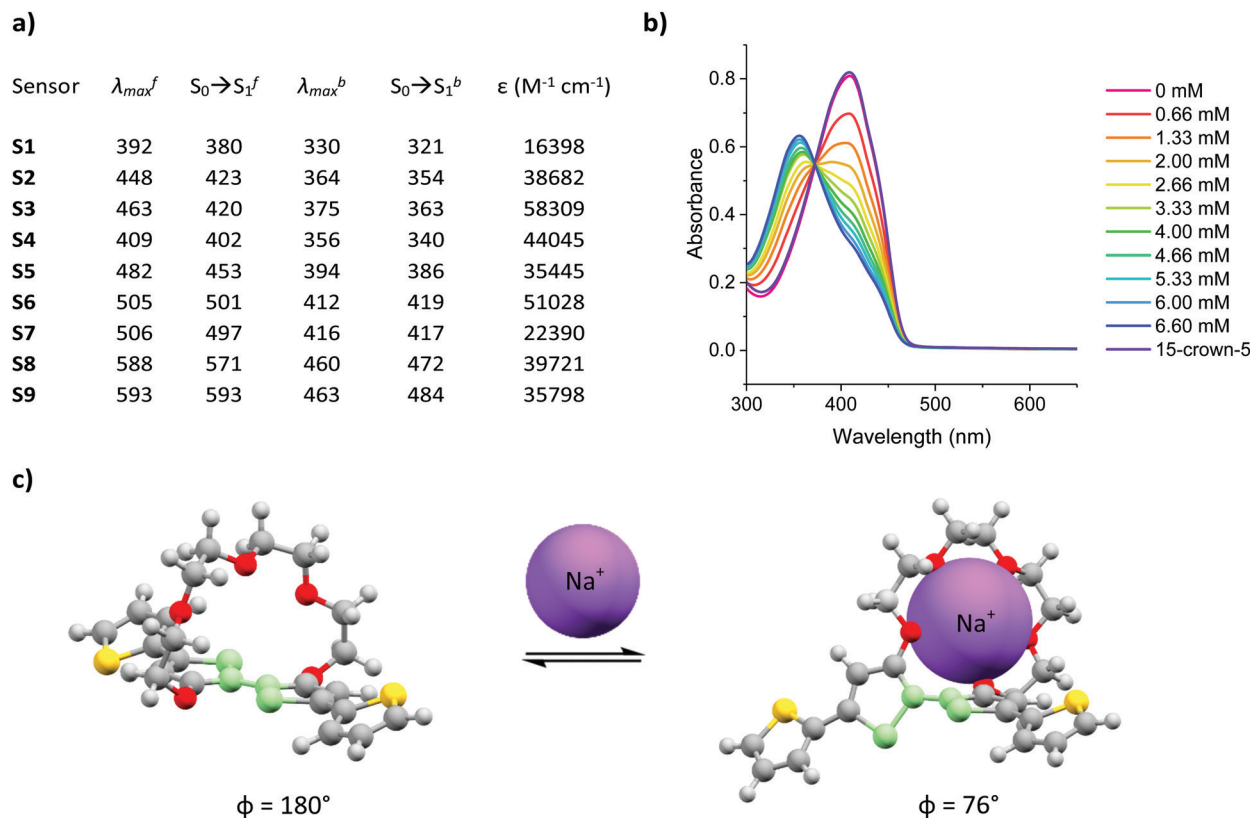 a)
Sensor λmaxᶠ S₀→S₁ᶠ λmaxᵇ S₀→S₁ᵇ ε (M⁻¹ cm⁻¹)
S1 392 380 330 321 16398
S2 448 423 364 354 38682
S3 463 420 375 363 58309
S4 409 402 356 340 44045
S5 482 453 394 386 35445
S6 505 501 412 419 51028
S7 506 497 416 417 22390
S8 588 571 460 472 39721
S9 593 593 463 484 35798
b)
Absorbance
0.8
0.6
0.4
0.2
0.0
300 400 500 600
Wavelength (nm)
0 mM
0.66 mM
1.33 mM
2.00 mM
2.66 mM
3.33 mM
4.00 mM
4.66 mM
5.33 mM
6.00 mM
6.60 mM
15-crown-5
c)
Na⁺
Na⁺
ϕ = 180°
ϕ = 76°